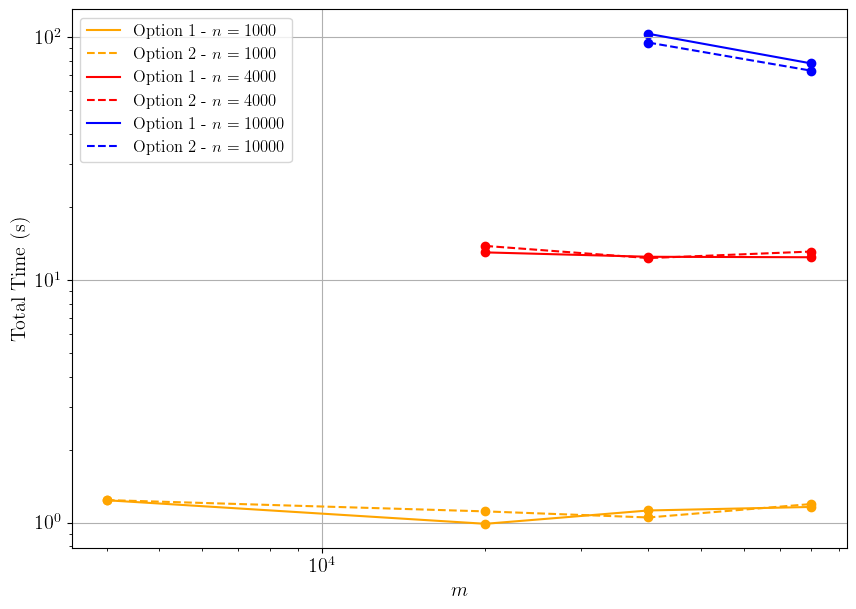 Option 1 - n = 1000
Option 2 - n = 1000
Option 1 - n = 4000
Option 2 - n = 4000
Option 1 - n = 10000
Option 2 - n = 10000
10²
10¹
10⁰
Total Time (s)
10⁴
m